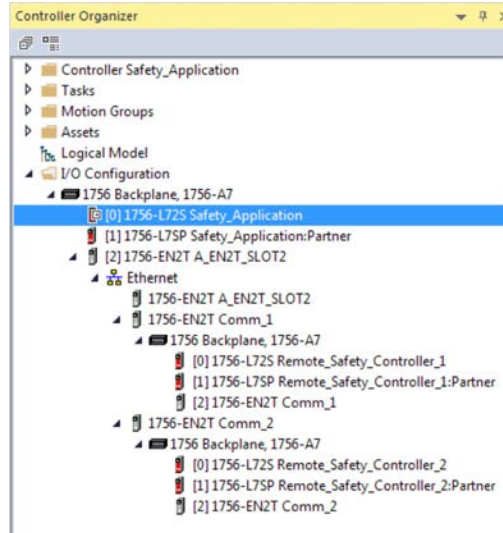 Controller Organizer
Controller Safety_Application
Tasks
Motion Groups
Assets
Logical Model
I/O Configuration
1756 Backplane, 1756-A7
[0] 1756-L72S Safety_Application
[1] 1756-L7SP Safety_Application:Partner
[2] 1756-EN2T A_EN2T_SLOT2
Ethernet
1756-EN2T A_EN2T_SLOT2
1756-EN2T Comm_1
1756 Backplane, 1756-A7
[0] 1756-L72S Remote_Safety_Controller_1
[1] 1756-L7SP Remote_Safety_Controller_1:Partner
[2] 1756-EN2T Comm_1
1756-EN2T Comm_2
1756 Backplane, 1756-A7
[0] 1756-L72S Remote_Safety_Controller_2
[1] 1756-L7SP Remote_Safety_Controller_2:Partner
[2] 1756-EN2T Comm_2